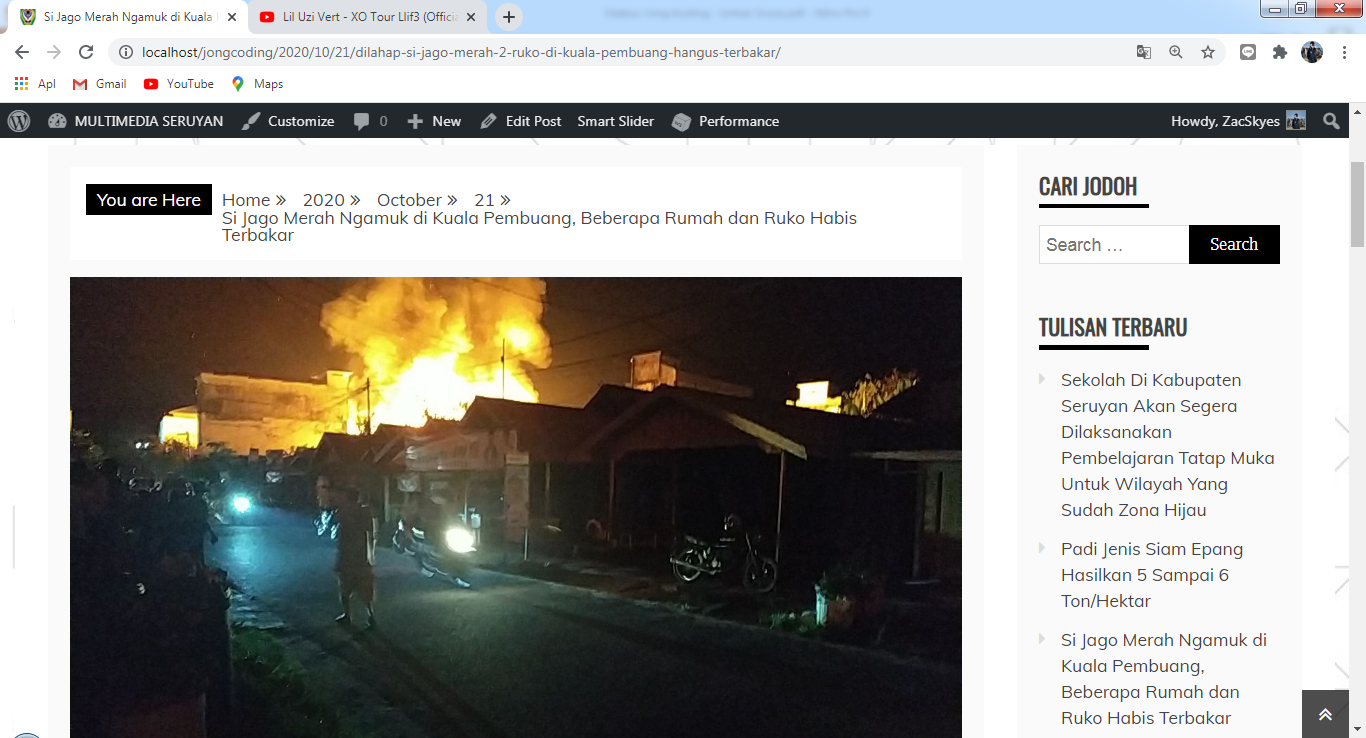 Si Jago Merah Ngamuk di Kuala
Lil Uzi Vert - XO Tour Llif3 (Offici
localhost/jongcoding/2020/10/21/dilahap-si-jago-merah-2-ruko-di-kuala-pembuang-hangus-terbakar/
Apl
Gmail
YouTube
Maps
MULTIMEDIA SERUYAN
Customize
0
New
Edit Post
Smart Slider
Performance
Howdy, ZacSkyes
You are Here
Home »
2020 »
October »
21 »
Si Jago Merah Ngamuk di Kuala Pembuang, Beberapa Rumah dan Ruko Habis
Terbakar
CARI JODOH
Search …
Search
TULISAN TERBARU
Sekolah Di Kabupaten
Seruyan Akan Segera
Dilaksanakan
Pembelajaran Tatap Muka
Untuk Wilayah Yang
Sudah Zona Hijau
Padi Jenis Siam Epang
Hasilkan 5 Sampai 6
Ton/Hektar
Si Jago Merah Ngamuk di
Kuala Pembuang,
Beberapa Rumah dan
Ruko Habis Terbakar